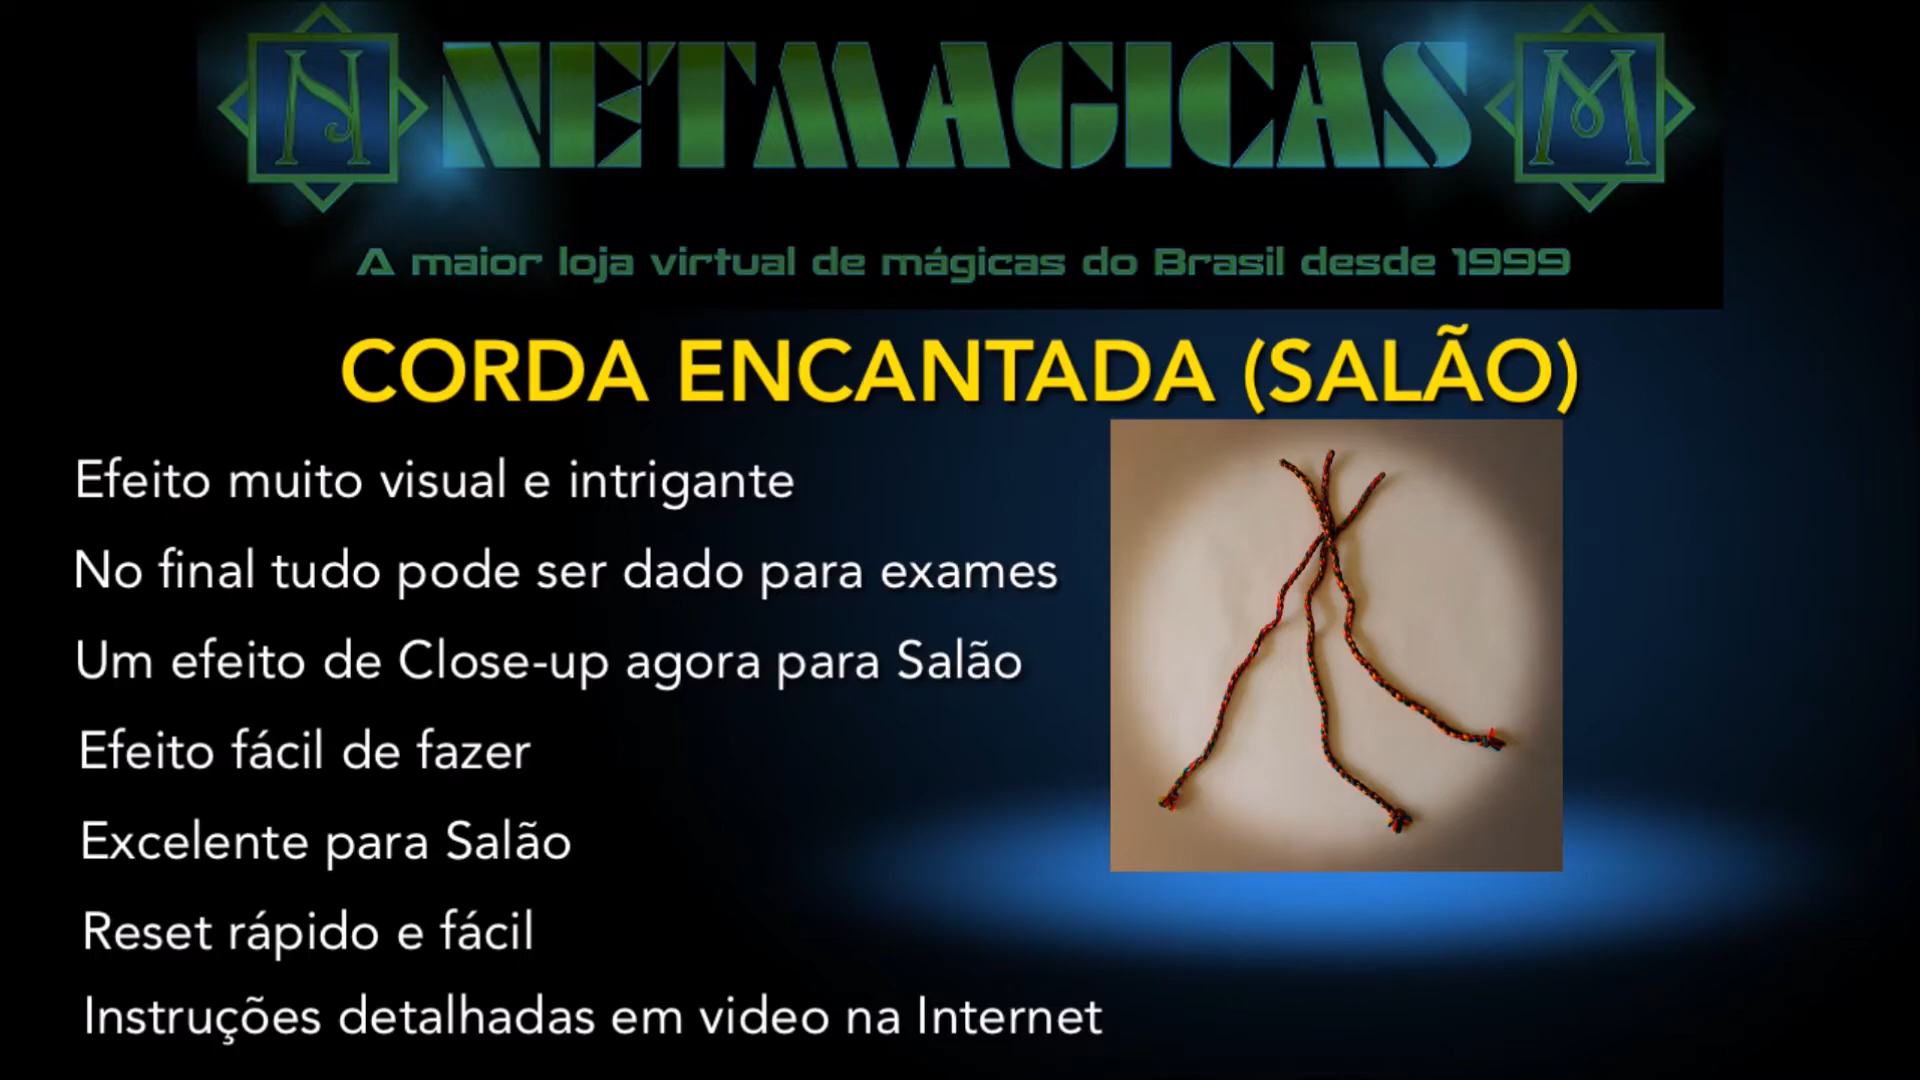 N NETMAGICAS M
A maior loja virtual de mágicas do Brasil desde 1999
CORDA ENCANTADA (SALÃO)
Efeito muito visual e intrigante
No final tudo pode ser dado para exames
Um efeito de Close-up agora para Salão
Efeito fácil de fazer
Excelente para Salão
Reset rápido e fácil
Instruções detalhadas em video na Internet